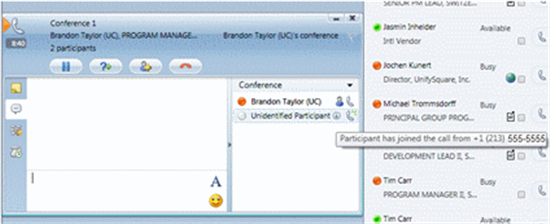 Conference 1
Brandon Taylor (UC), PROGRAM MANAGE...
Brandon Taylor (UC)'s conference
2 participants
8:40
Conference
Brandon Taylor (UC)
Unidentified Participant
A
SENIOR PM LEAD, SWITZE...
Jasmin Inheider
Available
Intl Vendor
Jochen Kunert
Busy
Director, UnifySquare, Inc.
Michael Trommsdorff
Busy
PRINCIPAL GROUP PROG...
Participant has joined the call from +1 (213) 555-5555
DEVELOPMENT LEAD II, S...
Tim Carr
Busy
PROGRAM MANAGER II, S...
Tim Carr
Available